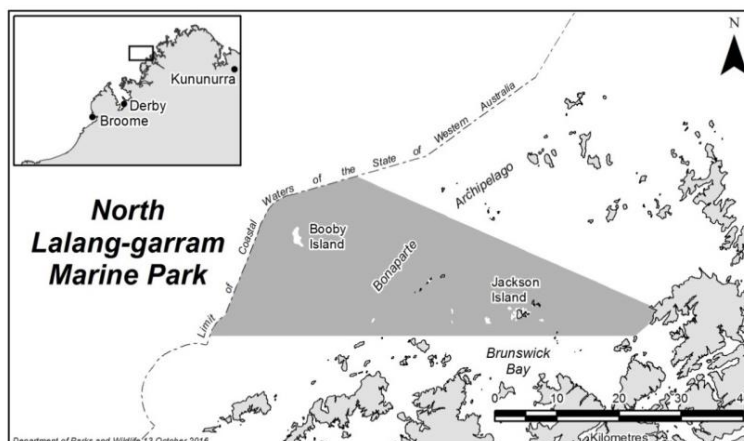 Kununurra
Derby
Broome
N
Limit of Coastal Waters of the State of Western Australia
North
Lalang-garram
Marine Park
Booby
Island
Bonaparte
Archipelago
Jackson
Island
Brunswick
Bay
0 10 20 30 40
Kilometres
Department of Parks and Wildlife 13 October 2016